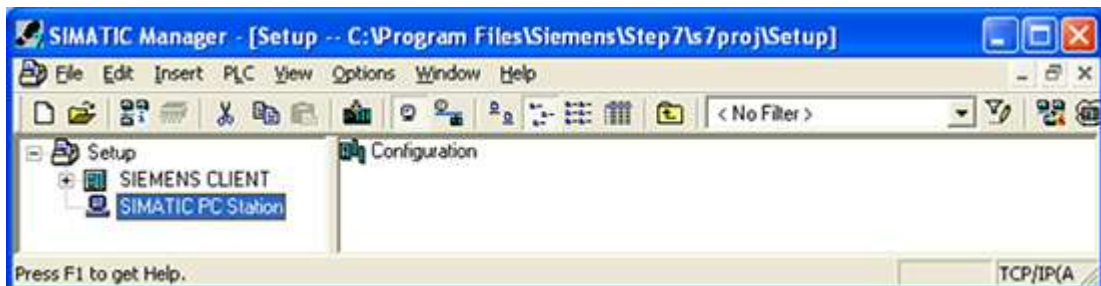 SIMATIC Manager - [Setup -- C:\Program Files\Siemens\Step7\s7proj\Setup]
File Edit Insert PLC View Options Window Help
< No Filter >
Setup
SIEMENS CLIENT
SIMATIC PC Station
Configuration
Press F1 to get Help.
TCP/IP(A